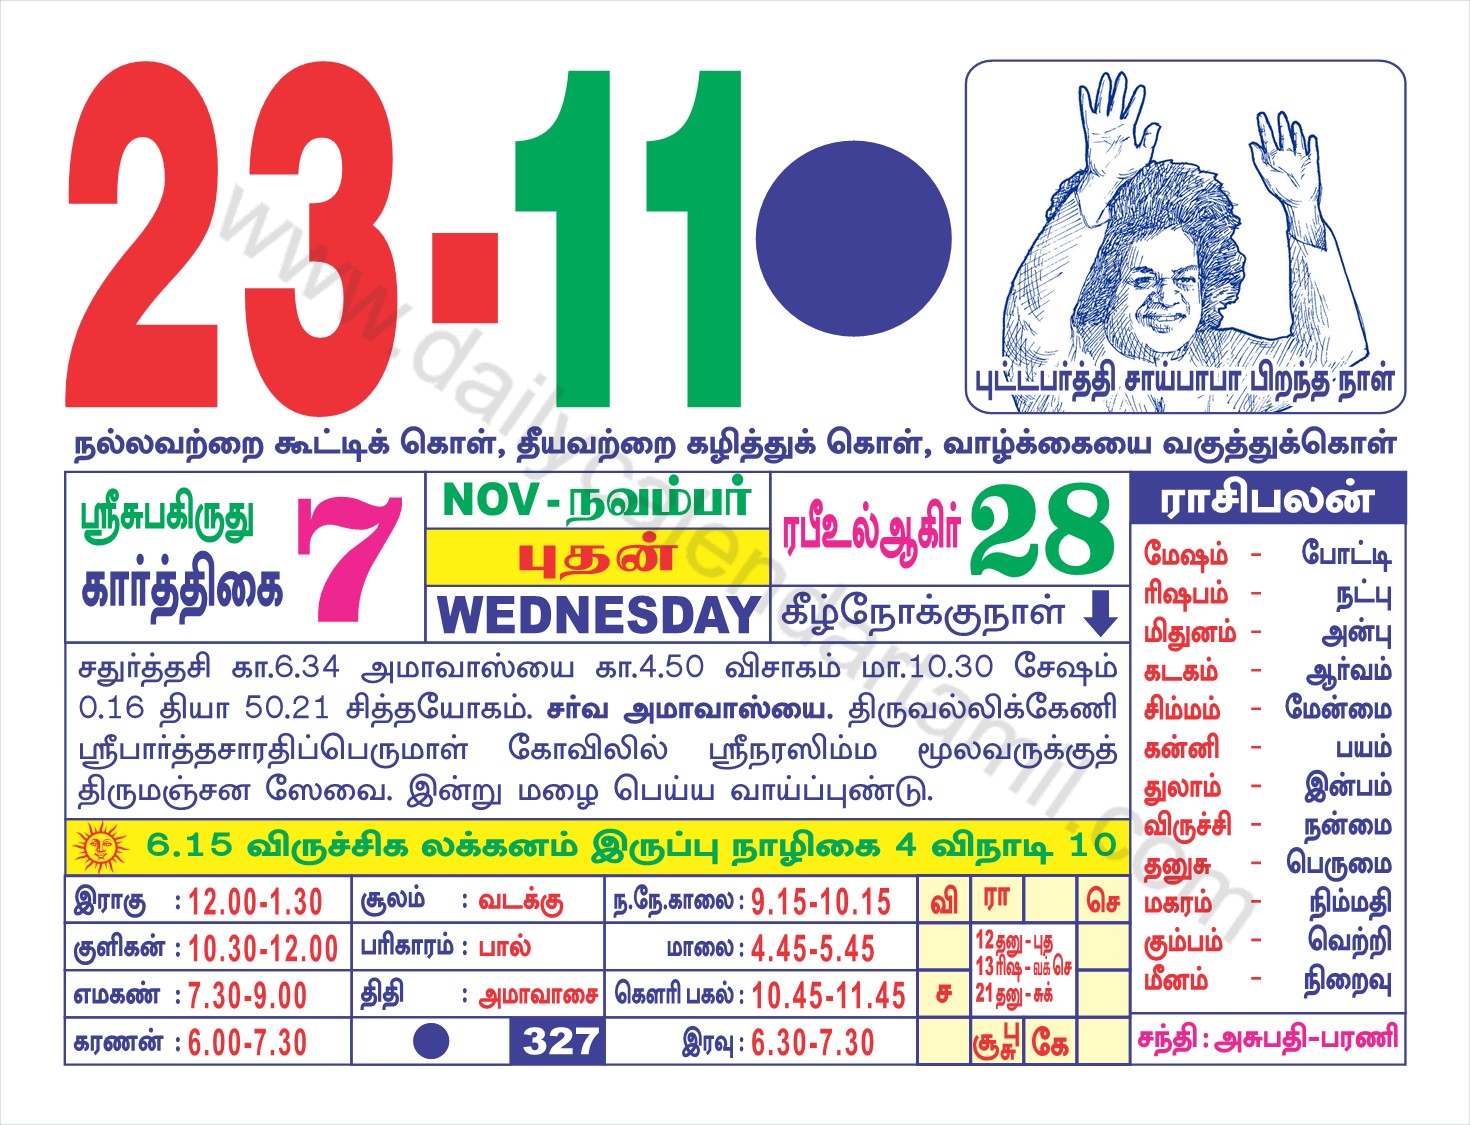 23-11
புட்டபர்த்தி சாய்பாபா பிறந்த நாள்
நல்லவற்றை கூட்டிக் கொள், தீயவற்றை கழித்துக் கொள், வாழ்க்கையை வகுத்துக்கொள்
ஸ்ரீசுபகிருது
கார்த்திகை 7
NOV - நவம்பர்
புதன்
WEDNESDAY
ரபீஉல்ஆகிர் 28
கீழ்நோக்குநாள்
சதுர்த்தசி கா.6.34 அமாவாஸ்யை கா.4.50 விசாகம் மா.10.30 சேஷம்
0.16 தியா 50.21 சித்தயோகம். சர்வ அமாவாஸ்யை. திருவல்லிக்கேணி
ஸ்ரீபார்த்தசாரதிப்பெருமாள் கோவிலில் ஸ்ரீநரஸிம்ம மூலவருக்குத்
திருமஞ்சன ஸேவை. இன்று மழை பெய்ய வாய்ப்புண்டு.
6.15 விருச்சிக லக்கனம் இருப்பு நாழிகை 4 விநாடி 10
இராகு : 12.00-1.30 சூலம் : வடக்கு ந.நே.காலை : 9.15-10.15
குளிகன் : 10.30-12.00 பரிகாரம் : பால் மாலை : 4.45-5.45
எமகண் : 7.30-9.00 திதி : அமாவாசை கௌரி பகல் : 10.45-11.45
கரணன் : 6.00-7.30 327 இரவு : 6.30-7.30
வி ரா செ
12தனு - புத
13ரிஷ - வக் செ
21தனு - சுக்
ச
சூ பு சு கே
ராசிபலன்
மேஷம் - போட்டி
ரிஷபம் - நட்பு
மிதுனம் - அன்பு
கடகம் - ஆர்வம்
சிம்மம் - மேன்மை
கன்னி - பயம்
துலாம் - இன்பம்
விருச்சி - நன்மை
தனுசு - பெருமை
மகரம் - நிம்மதி
கும்பம் - வெற்றி
மீனம் - நிறைவு
சந்தி : அசுபதி-பரணி
www.dailycalendartamil.com